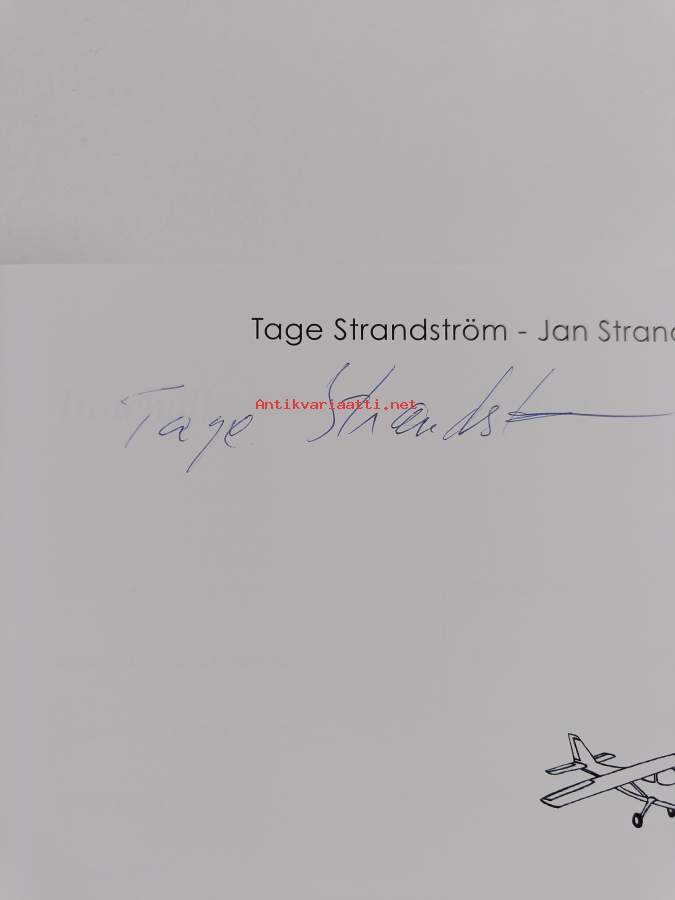 Tage Strandström - Jan Strand
Antikvariaatti.net
Tage Strandst